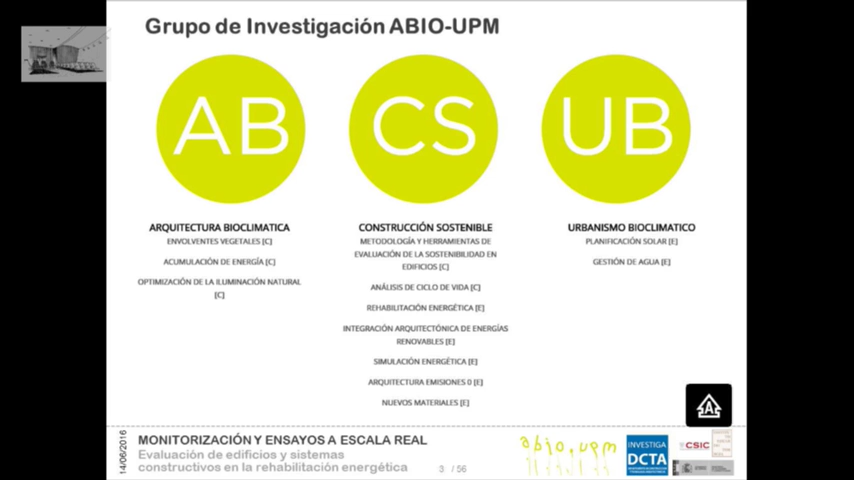 Grupo de Investigación ABIO-UPM
AB
CS
UB
ARQUITECTURA BIOCLIMATICA
ENVOLVENTES VEGETALES [C]
ACUMULACIÓN DE ENERGÍA [C]
OPTIMIZACIÓN DE LA ILUMINACIÓN NATURAL
[C]
CONSTRUCCIÓN SOSTENIBLE
METODOLOGÍA Y HERRAMIENTAS DE
EVALUACIÓN DE LA SOSTENIBILIDAD EN
EDIFICIOS [C]
ANÁLISIS DE CICLO DE VIDA [C]
REHABILITACIÓN ENERGÉTICA [E]
INTEGRACIÓN ARQUITECTÓNICA DE ENERGÍAS
RENOVABLES [E]
SIMULACIÓN ENERGÉTICA [E]
ARQUITECTURA EMISIONES 0 [E]
NUEVOS MATERIALES [E]
URBANISMO BIOCLIMATICO
PLANIFICACIÓN SOLAR [E]
GESTIÓN DE AGUA [E]
14/06/2016
MONITORIZACIÓN Y ENSAYOS A ESCALA REAL
Evaluación de edificios y sistemas
constructivos en la rehabilitación energética
3 / 56
abio.upm
INVESTIGA
DCTA
CSIC